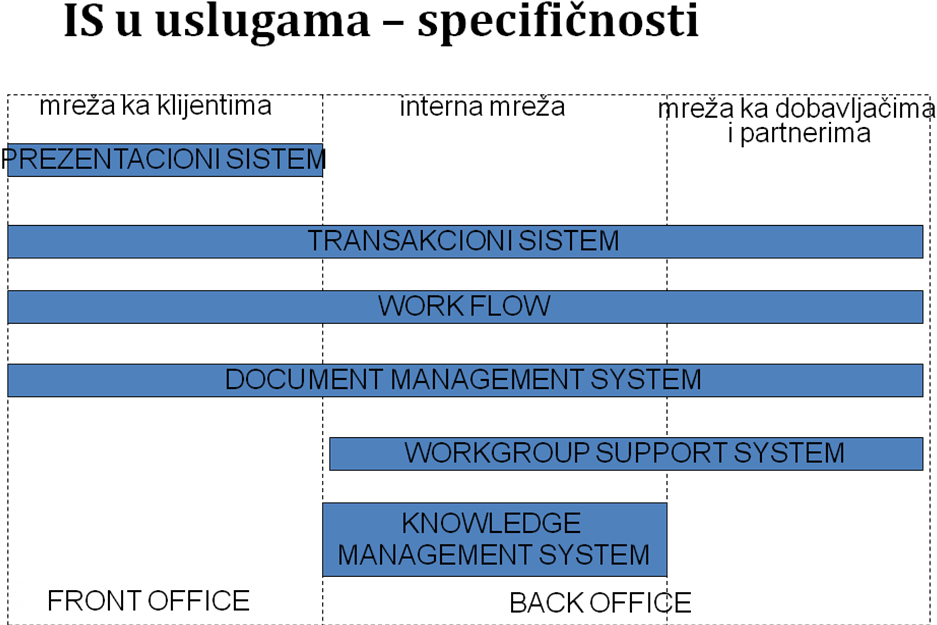 IS u uslugama – specifičnosti
mreža ka klijentima
interna mreža
mreža ka dobavljačima
i partnerima
PREZENTACIONI SISTEM
TRANSAKCIONI SISTEM
WORK FLOW
DOCUMENT MANAGEMENT SYSTEM
WORKGROUP SUPPORT SYSTEM
KNOWLEDGE
MANAGEMENT SYSTEM
FRONT OFFICE
BACK OFFICE